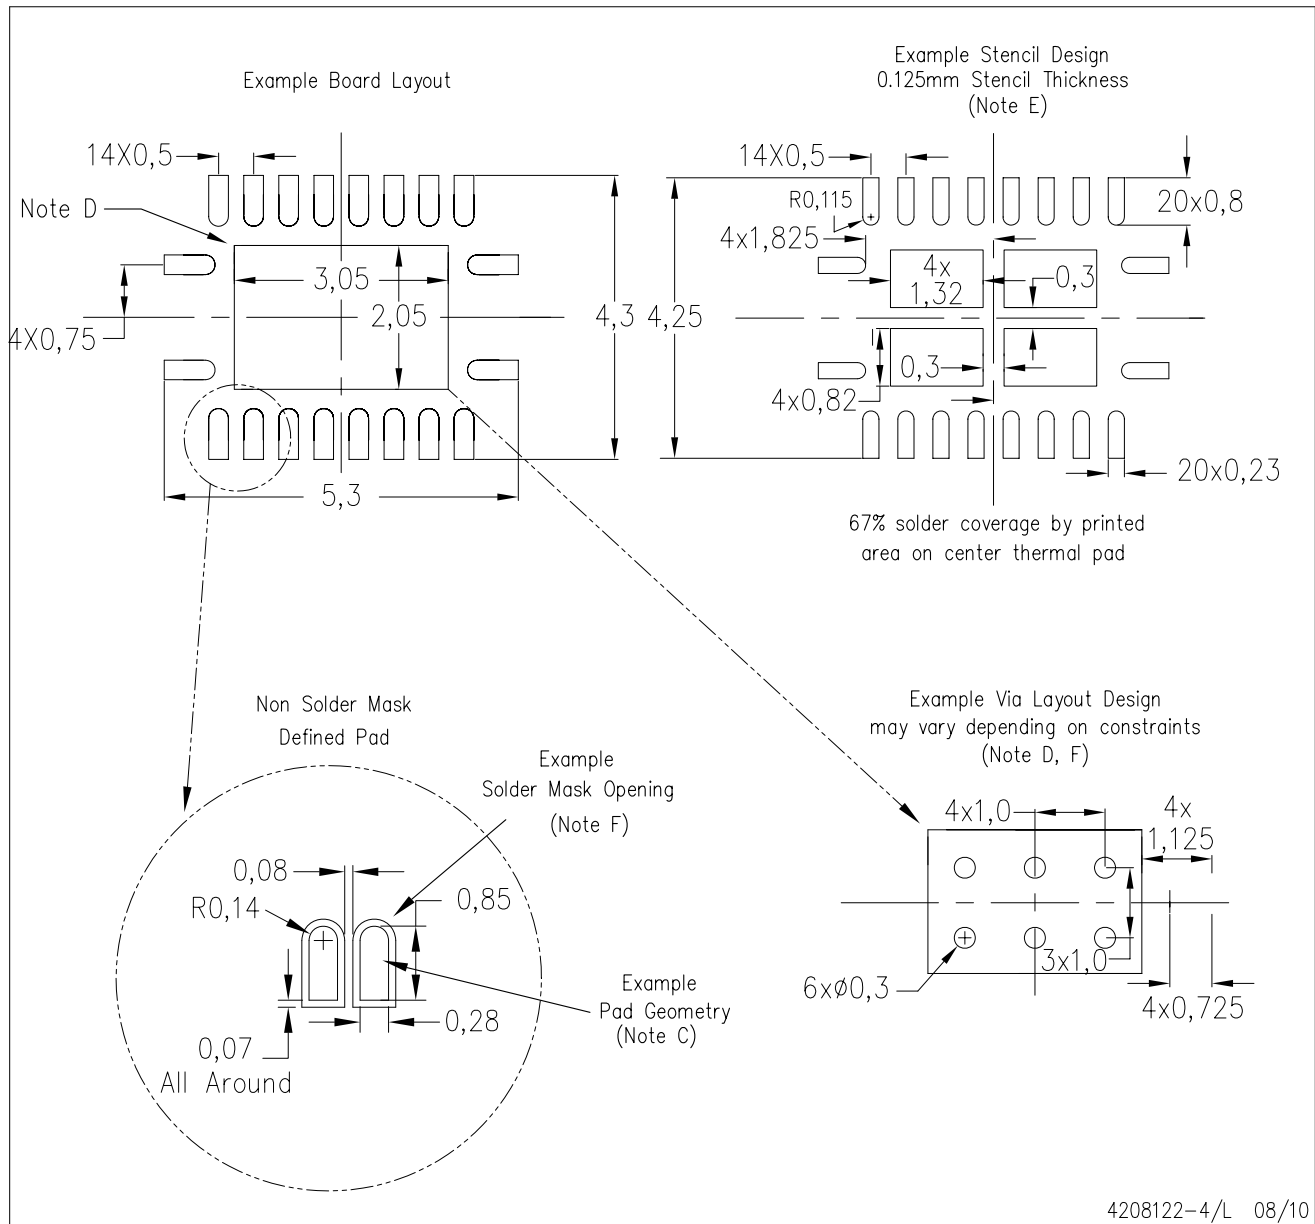 Example Board Layout
14X0,5
Note D
3,05
2,05
4X0,75
4,3
5,3
Example Stencil Design
0.125mm Stencil Thickness
(Note E)
14X0,5
R0,115
20x0,8
4x1,825
4x
1,32
0,3
4,25
0,3
4x0,82
20x0,23
67% solder coverage by printed
area on center thermal pad
Non Solder Mask
Defined Pad
Example
Solder Mask Opening
(Note F)
0,08
R0,14
0,85
Example
Pad Geometry
(Note C)
0,28
0,07
All Around
Example Via Layout Design
may vary depending on constraints
(Note D, F)
4x1,0
4x
1,125
3x1,0
6xø0,3
4x0,725
4208122-4/L 08/10